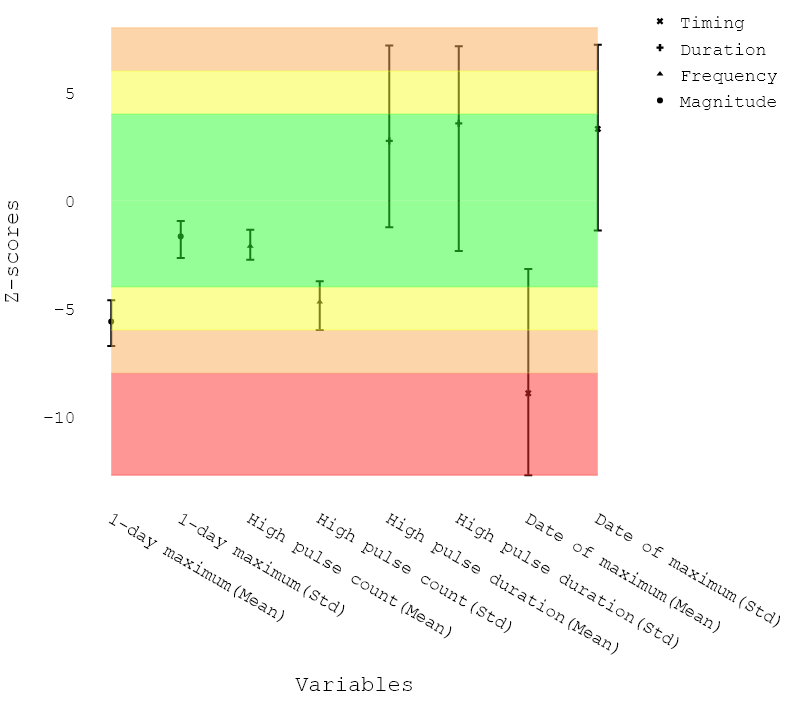 Timing
Duration
Frequency
Magnitude
5
0
−5
−10
Z-scores
1-day maximum(Mean)
1-day maximum(Std)
High pulse count(Mean)
High pulse count(Std)
High pulse duration(Mean)
High pulse duration(Std)
Date of maximum(Mean)
Date of maximum(Std)
Variables